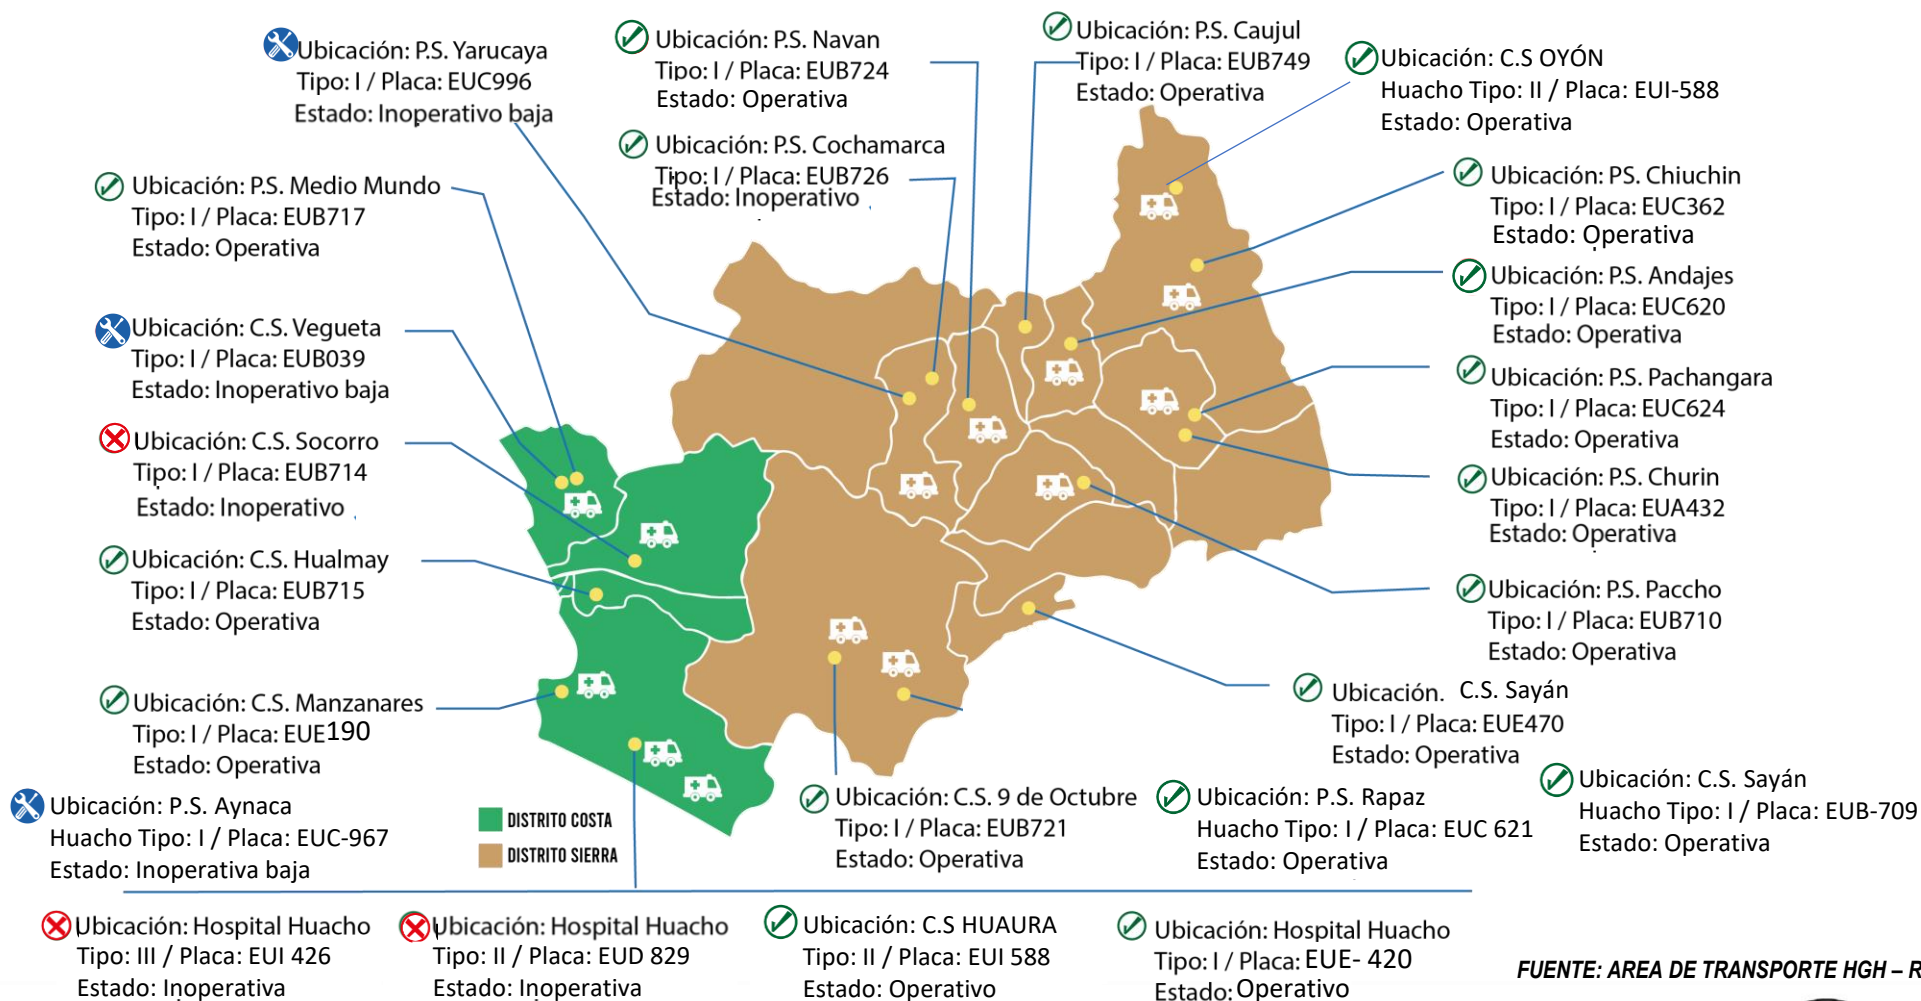 Ubicación: P.S. Yarucaya
Tipo: I / Placa: EUC996
Estado: Inoperativo baja
Ubicación: P.S. Navan
Tipo: I / Placa: EUB724
Estado: Operativa
Ubicación: P.S. Caujul
Tipo: I / Placa: EUB749
Estado: Operativa
Ubicación: C.S OYÓN
Huacho Tipo: II / Placa: EUI-588
Estado: Operativa
Ubicación: P.S. Cochamarca
Tipo: I / Placa: EUB726
Estado: Inoperativo
Ubicación: P.S. Medio Mundo
Tipo: I / Placa: EUB717
Estado: Operativa
Ubicación: PS. Chiuchin
Tipo: I / Placa: EUC362
Estado: Operativa
Ubicación: P.S. Andajes
Tipo: I / Placa: EUC620
Estado: Operativa
Ubicación: C.S. Vegueta
Tipo: I / Placa: EUB039
Estado: Inoperativo baja
Ubicación: P.S. Pachangara
Tipo: I / Placa: EUC624
Estado: Operativa
Ubicación: C.S. Socorro
Tipo: I / Placa: EUB714
Estado: Inoperativo
Ubicación: P.S. Churin
Tipo: I / Placa: EUA432
Estado: Operativa
Ubicación: C.S. Hualmay
Tipo: I / Placa: EUB715
Estado: Operativa
Ubicación: P.S. Paccho
Tipo: I / Placa: EUB710
Estado: Operativa
Ubicación: C.S. Manzanares
Tipo: I / Placa: EUE190
Estado: Operativa
Ubicación. C.S. Sayán
Tipo: I / Placa: EUE470
Estado: Operativa
Ubicación: P.S. Aynaca
Huacho Tipo: I / Placa: EUC-967
Estado: Inoperativa baja
DISTRITO COSTA
DISTRITO SIERRA
Ubicación: C.S. 9 de Octubre
Tipo: I / Placa: EUB721
Estado: Operativa
Ubicación: P.S. Rapaz
Huacho Tipo: I / Placa: EUC 621
Estado: Operativa
Ubicación: C.S. Sayán
Huacho Tipo: I / Placa: EUB-709
Estado: Operativa
Ubicación: Hospital Huacho
Tipo: III / Placa: EUI 426
Estado: Inoperativa
Ubicación: Hospital Huacho
Tipo: II / Placa: EUD 829
Estado: Inoperativa
Ubicación: C.S HUAURA
Tipo: II / Placa: EUI 588
Estado: Operativo
Ubicación: Hospital Huacho
Tipo: I / Placa: EUE- 420
Estado: Operativo
FUENTE: AREA DE TRANSPORTE HGH – R